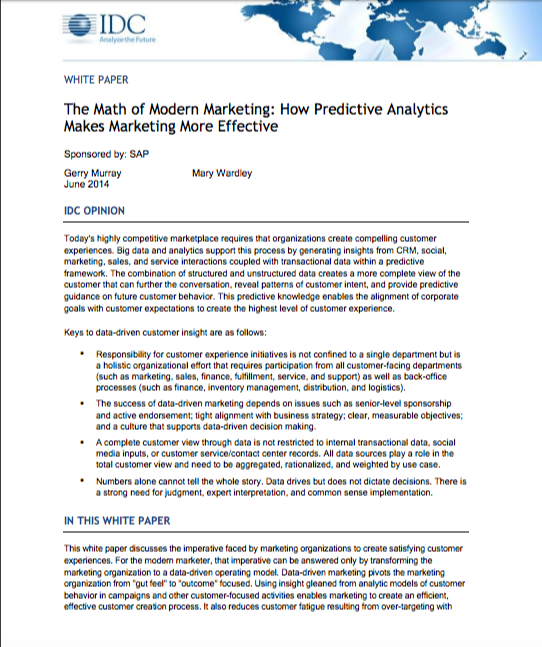 IDC
Analyze the Future
WHITE PAPER
The Math of Modern Marketing: How Predictive Analytics
Makes Marketing More Effective
Sponsored by: SAP
Gerry Murray Mary Wardley
June 2014
IDC OPINION
Today's highly competitive marketplace requires that organizations create compelling customer
experiences. Big data and analytics support this process by generating insights from CRM, social,
marketing, sales, and service interactions coupled with transactional data within a predictive
framework. The combination of structured and unstructured data creates a more complete view of the
customer that can further the conversation, reveal patterns of customer intent, and provide predictive
guidance on future customer behavior. This predictive knowledge enables the alignment of corporate
goals with customer expectations to create the highest level of customer experience.
Keys to data-driven customer insight are as follows:
▪ Responsibility for customer experience initiatives is not confined to a single department but is
a holistic organizational effort that requires participation from all customer-facing departments
(such as marketing, sales, finance, fulfillment, service, and support) as well as back-office
processes (such as finance, inventory management, distribution, and logistics).
▪ The success of data-driven marketing depends on issues such as senior-level sponsorship
and active endorsement; tight alignment with business strategy; clear, measurable objectives;
and a culture that supports data-driven decision making.
▪ A complete customer view through data is not restricted to internal transactional data, social
media inputs, or customer service/contact center records. All data sources play a role in the
total customer view and need to be aggregated, rationalized, and weighted by use case.
▪ Numbers alone cannot tell the whole story. Data drives but does not dictate decisions. There is
a strong need for judgment, expert interpretation, and common sense implementation.
IN THIS WHITE PAPER
This white paper discusses the imperative faced by marketing organizations to create satisfying customer
experiences. For the modern marketer, that imperative can be answered only by transforming the
marketing organization to a data-driven operating model. Data-driven marketing pivots the marketing
organization from "gut feel" to "outcome" focused. Using insight gleaned from analytic models of customer
behavior in campaigns and other customer-focused activities enables marketing to create an efficient,
effective customer creation process. It also reduces customer fatigue resulting from over-targeting with